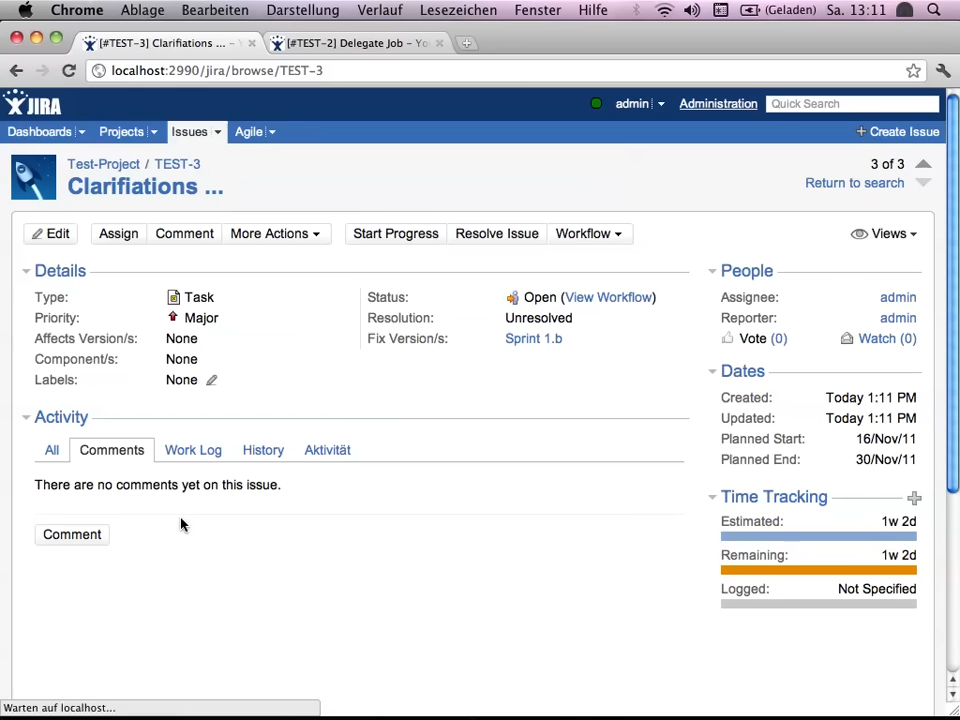 Chrome Ablage Bearbeiten Darstellung Verlauf Lesezeichen Fenster Hilfe (Geladen) Sa. 13:11
[#TEST-3] Clarifiations ... - Y [#TEST-2] Delegate Job - Yo
localhost:2990/jira/browse/TEST-3
JIRA admin Administration Quick Search
Dashboards Projects Issues Agile + Create Issue
Test-Project / TEST-3 3 of 3
Clarifiations ... Return to search
Edit Assign Comment More Actions Start Progress Resolve Issue Workflow Views
Details
Type: Task
Priority: Major
Affects Version/s: None
Component/s: None
Labels: None
Status: Open (View Workflow)
Resolution: Unresolved
Fix Version/s: Sprint 1.b
People
Assignee: admin
Reporter: admin
Vote (0) Watch (0)
Dates
Created: Today 1:11 PM
Updated: Today 1:11 PM
Planned Start: 16/Nov/11
Planned End: 30/Nov/11
Time Tracking
Estimated: 1w 2d
Remaining: 1w 2d
Logged: Not Specified
Activity
All Comments Work Log History Aktivität
There are no comments yet on this issue.
Comment
Warten auf localhost...